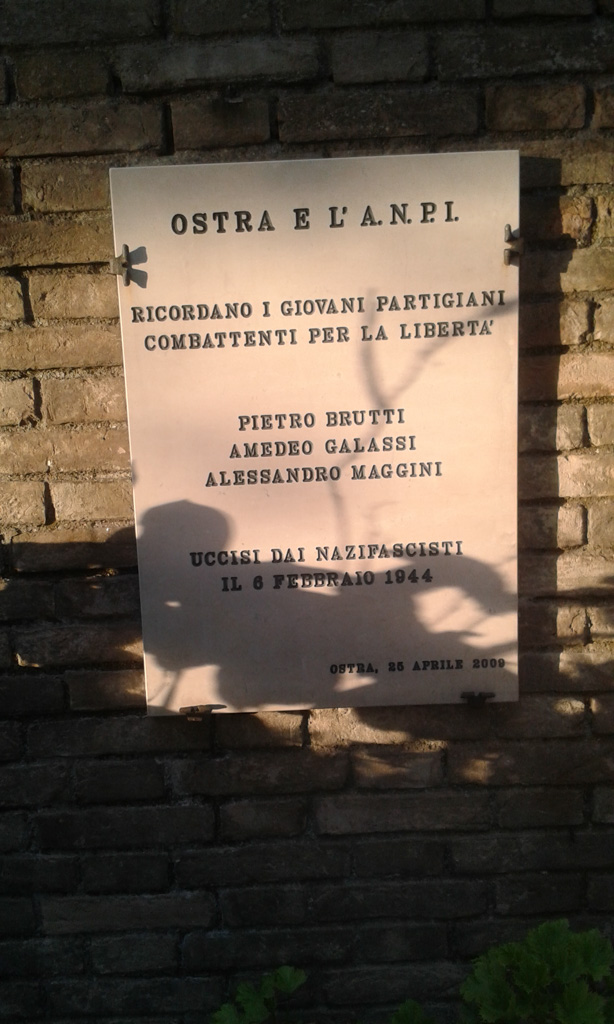 OSTRA E L' A.N.P.I.
RICORDANO I GIOVANI PARTIGIANI
COMBATTENTI PER LA LIBERTA'
PIETRO BRUTTI
AMEDEO GALASSI
ALESSANDRO MAGGINI
UCCISI DAI NAZIFASCISTI
IL 6 FEBBRAIO 1944
OSTRA, 25 APRILE 2009